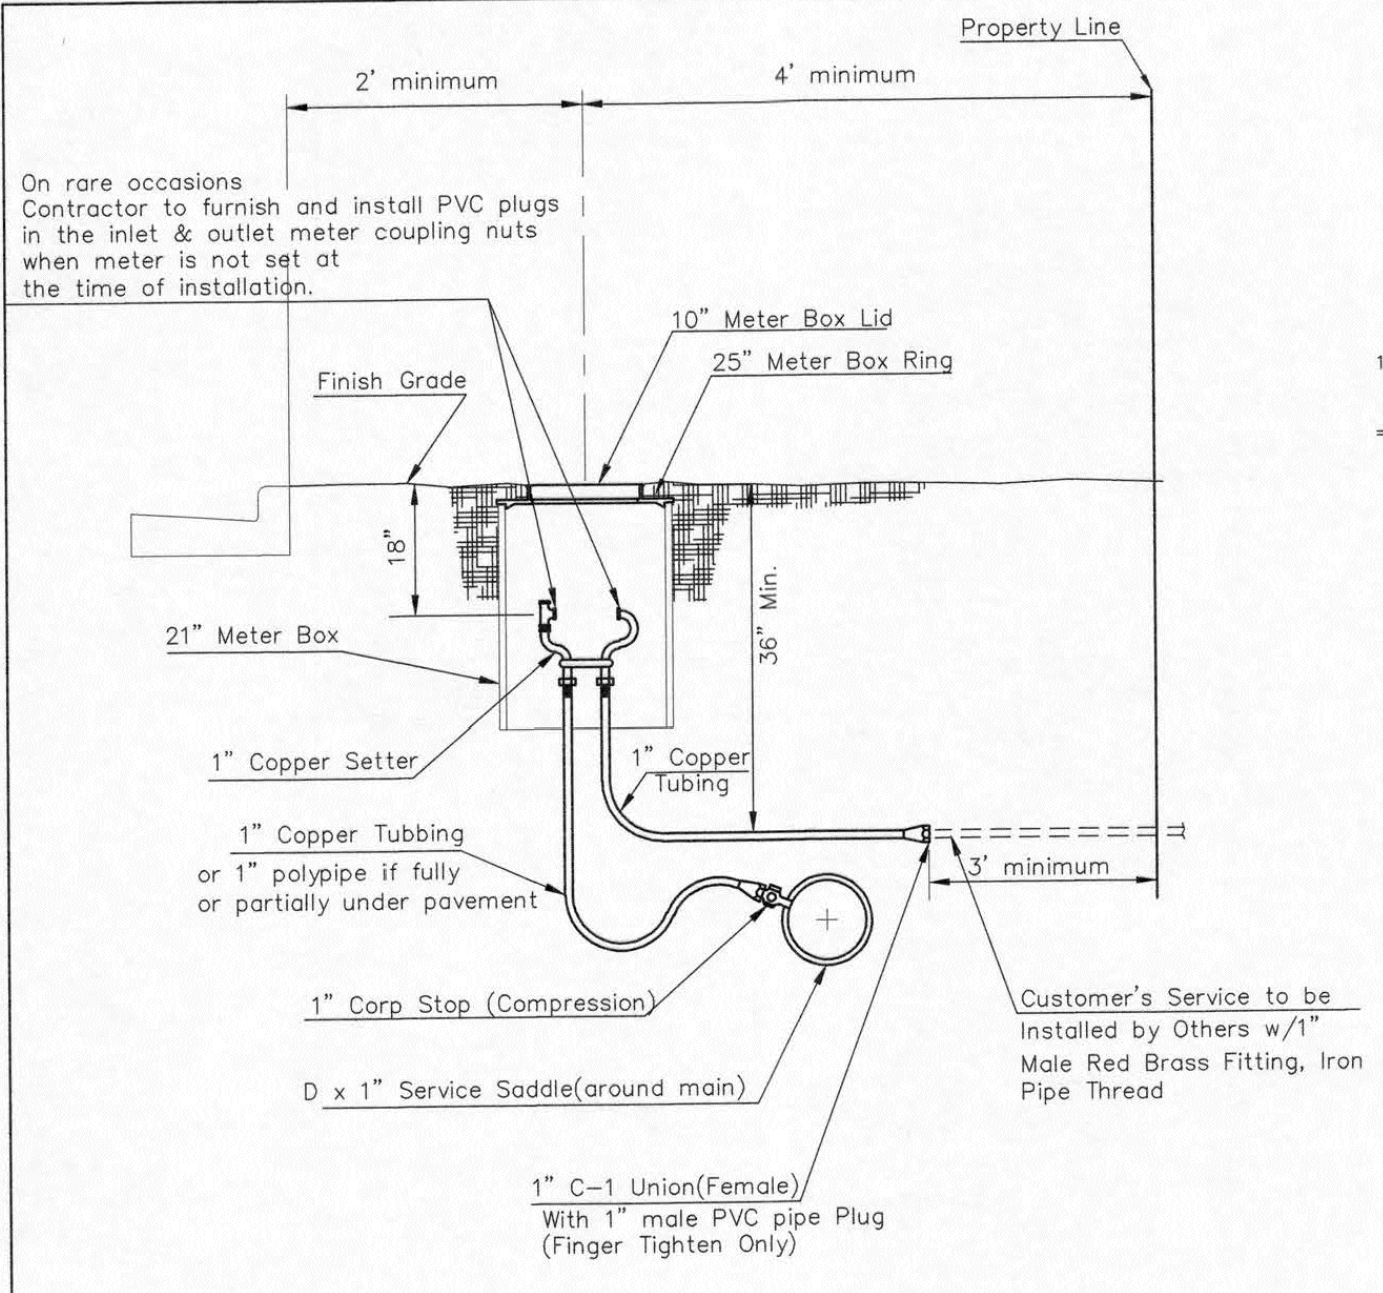 Property Line
2' minimum
4' minimum
On rare occasions
Contractor to furnish and install PVC plugs
in the inlet & outlet meter coupling nuts
when meter is not set at
the time of installation.
10" Meter Box Lid
25" Meter Box Ring
Finish Grade
18"
36" Min.
21" Meter Box
1" Copper Setter
1" Copper
Tubing
1" Copper Tubbing
or 1" polypipe if fully
or partially under pavement
3' minimum
1" Corp Stop (Compression)
Customer's Service to be
Installed by Others w/1"
Male Red Brass Fitting, Iron
Pipe Thread
D x 1" Service Saddle(around main)
1" C-1 Union(Female)
With 1" male PVC pipe Plug
(Finger Tighten Only)